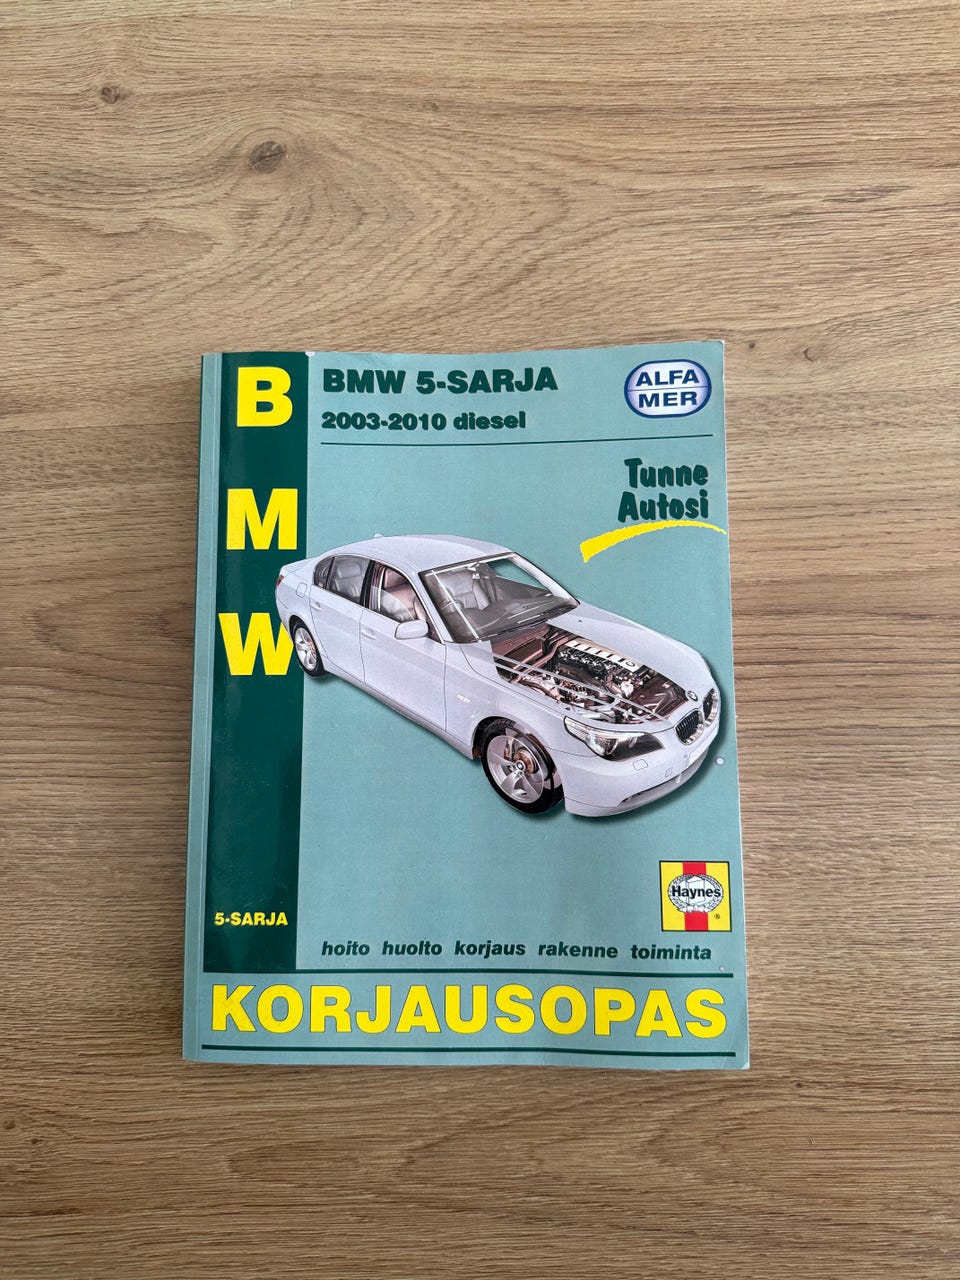 B
M
W
5-SARJA
BMW 5-SARJA
2003-2010 diesel
ALFA
MER
Tunne
Autosi
Haynes
®
hoito huolto korjaus rakenne toiminta
KORJAUSOPAS